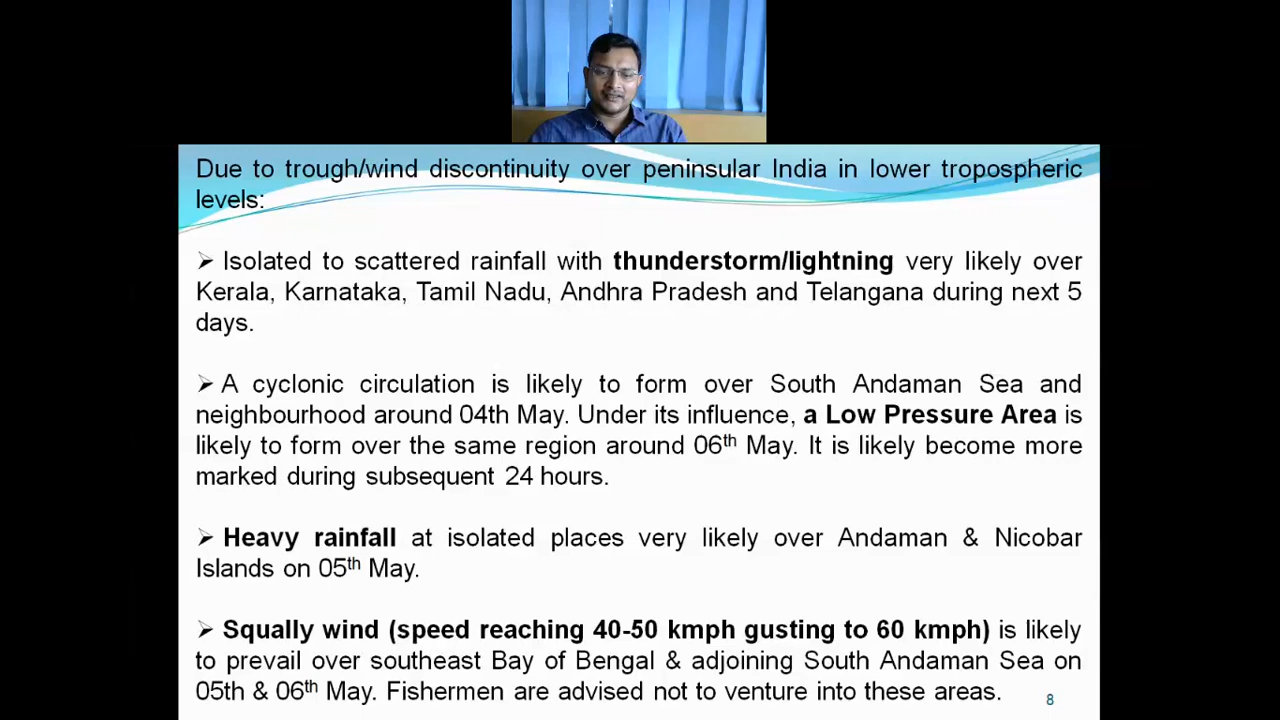 Due to trough/wind discontinuity over peninsular India in lower tropospheric
levels:
➢ Isolated to scattered rainfall with thunderstorm/lightning very likely over
Kerala, Karnataka, Tamil Nadu, Andhra Pradesh and Telangana during next 5
days.
➢ A cyclonic circulation is likely to form over South Andaman Sea and
neighbourhood around 04th May. Under its influence, a Low Pressure Area is
likely to form over the same region around 06th May. It is likely become more
marked during subsequent 24 hours.
➢ Heavy rainfall at isolated places very likely over Andaman & Nicobar
Islands on 05th May.
➢ Squally wind (speed reaching 40-50 kmph gusting to 60 kmph) is likely
to prevail over southeast Bay of Bengal & adjoining South Andaman Sea on
05th & 06th May. Fishermen are advised not to venture into these areas.
8